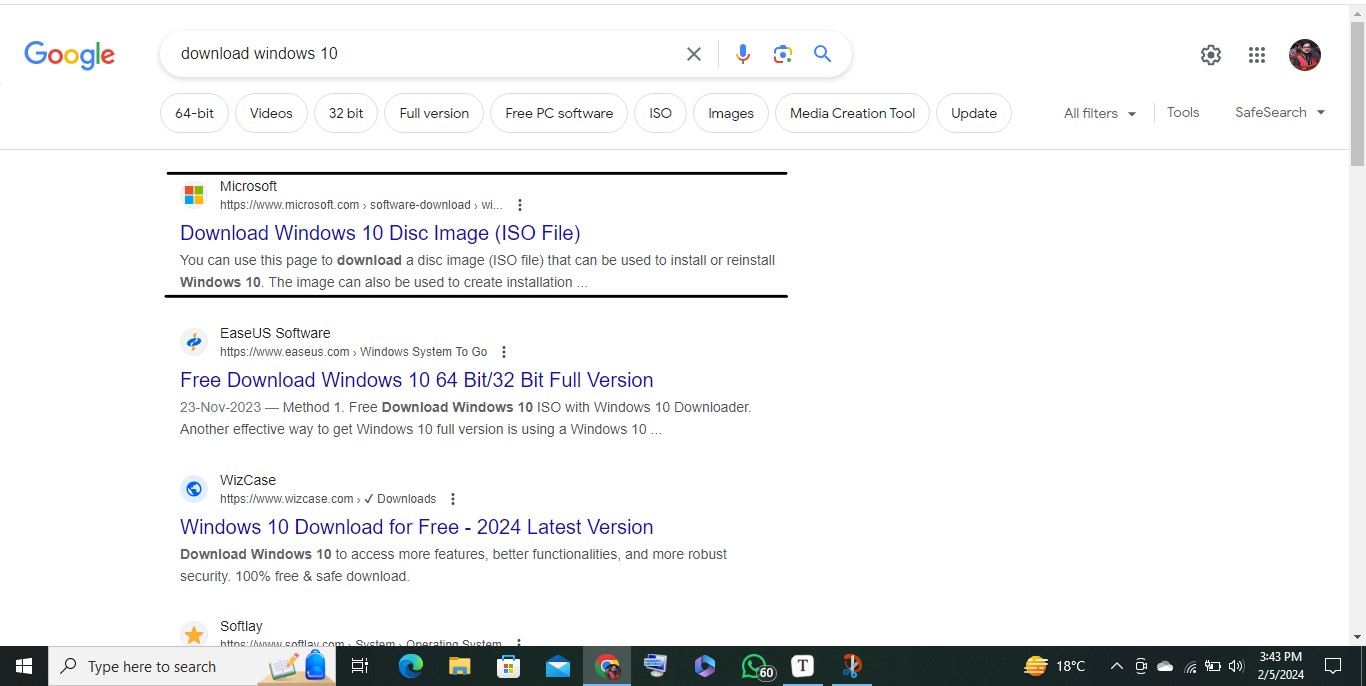 Google
download windows 10
64-bit
Videos
32 bit
Full version
Free PC software
ISO
Images
Media Creation Tool
Update
All filters
Tools
SafeSearch
Microsoft
https://www.microsoft.com › software-download › wi...
Download Windows 10 Disc Image (ISO File)
You can use this page to download a disc image (ISO file) that can be used to install or reinstall
Windows 10. The image can also be used to create installation ...
EaseUS Software
https://www.easeus.com › Windows System To Go
Free Download Windows 10 64 Bit/32 Bit Full Version
23-Nov-2023 — Method 1. Free Download Windows 10 ISO with Windows 10 Downloader.
Another effective way to get Windows 10 full version is using a Windows 10 ...
WizCase
https://www.wizcase.com › ✓ Downloads
Windows 10 Download for Free - 2024 Latest Version
Download Windows 10 to access more features, better functionalities, and more robust
security. 100% free & safe download.
Softlay
https://www.softlay.com › System › Operating System
Type here to search
60
T
18°C
3:43 PM
2/5/2024